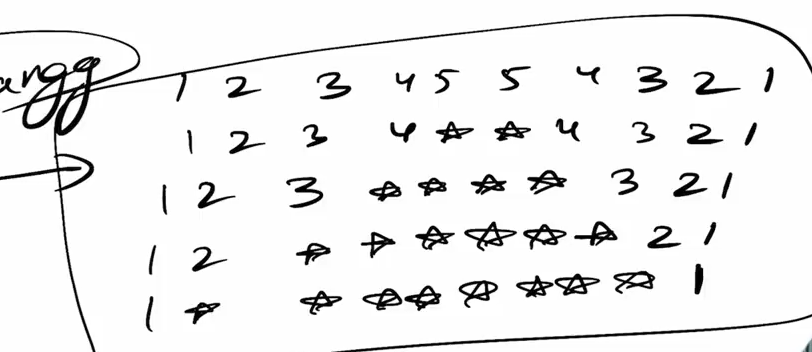 1 2 3 4 5 5 4 3 2 1
1 2 3 4 ☆ ☆ 4 3 2 1
1 2 3 ☆ ☆ ☆ ☆ 3 2 1
1 2 ☆ ☆ ☆ ☆ ☆ ☆ 2 1
1 ☆ ☆ ☆ ☆ ☆ ☆ ☆ ☆ 1